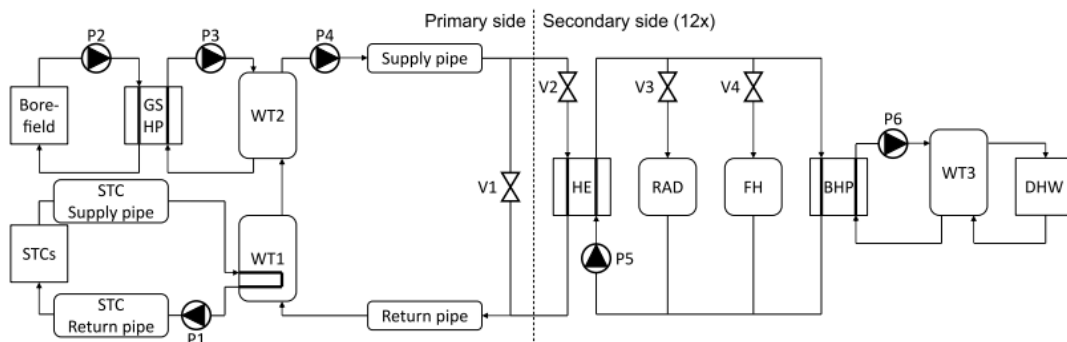 Primary side
Secondary side (12x)
P2
P3
P4
Supply pipe
Bore-
field
GS
HP
WT2
V2
V3
V4
P6
STC
Supply pipe
V1
HE
RAD
FH
BHP
WT3
DHW
STCs
WT1
P5
STC
Return pipe
P1
Return pipe